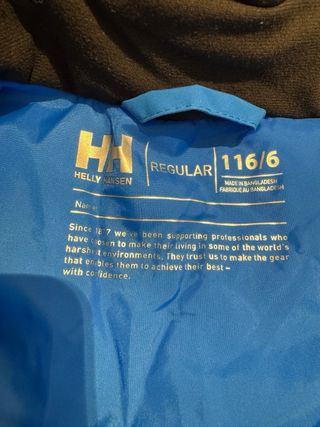 HH
HELLY HANSEN
REGULAR
116/6
MADE IN BANGLADESH
FABRIQUÉ AU BANGLADESH
Name
Since 1877 we've been supporting professionals who
have chosen to make their living in some of the world's
harshest environments. They trust us to make the gear
that enables them to achieve their best –
with confidence.